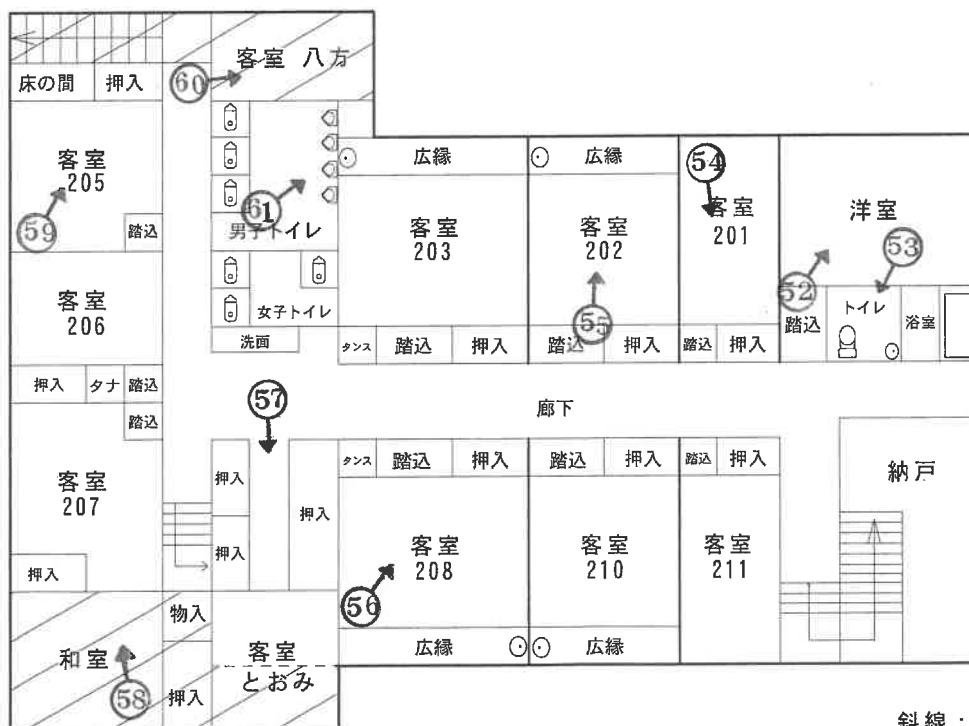 客室 八方
床の間
押入
60
客室
205
59
踏込
61
男子トイレ
女子トイレ
洗面
広縁
客室
203
タンス
踏込
押入
広縁
客室
202
55
踏込
押入
54
客室
201
踏込
押入
洋室
52
53
踏込
トイレ
浴室
客室
206
押入
タナ
踏込
踏込
客室
207
押入
57
廊下
押入
押入
押入
タンス
踏込
押入
客室
208
56
広縁
踏込
押入
客室
210
広縁
踏込
押入
客室
211
納戸
和室
58
物入
押入
客室
とおみ
斜線